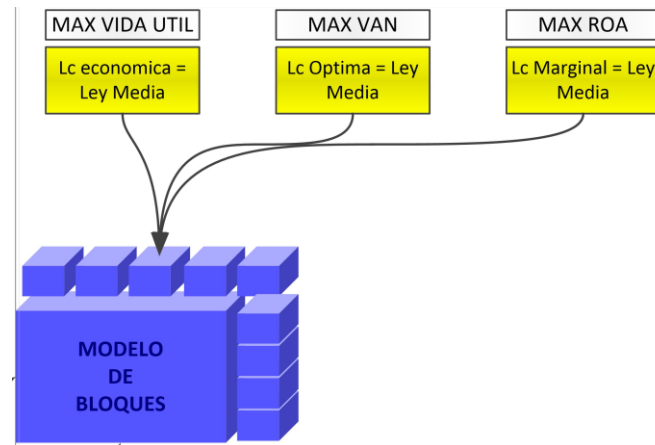 MAX VIDA UTIL
MAX VAN
MAX ROA
Lc economica =
Ley Media
Lc Optima = Ley
Media
Lc Marginal = Ley
Media
MODELO
DE
BLOQUES